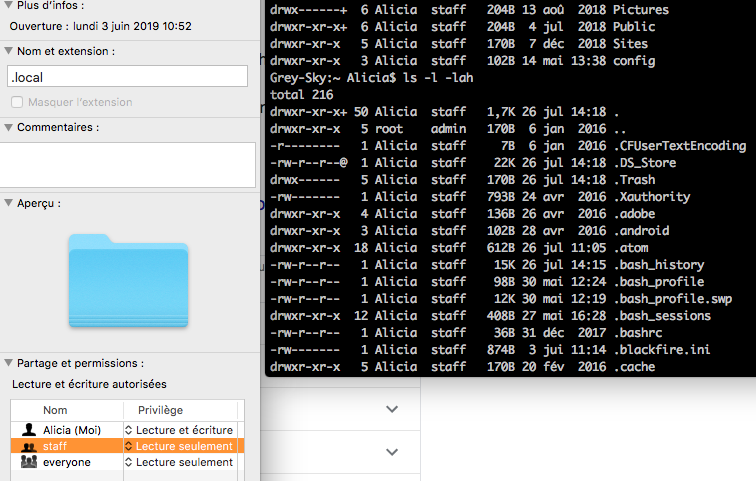 Plus d'infos :
Ouverture : lundi 3 juin 2019 10:52
Nom et extension :
.local
Masquer l'extension
Commentaires :
Aperçu :
Partage et permissions :
Lecture et écriture autorisées
Nom Privilège
Alicia (Moi) Lecture et écriture
staff Lecture seulement
everyone Lecture seulement
drwx------+ 6 Alicia staff 204B 13 aoû 2018 Pictures
drwxr-xr-x+ 6 Alicia staff 204B 4 jul 2018 Public
drwxr-xr-x 5 Alicia staff 170B 7 déc 2018 Sites
drwxr-xr-x 3 Alicia staff 102B 14 mai 13:38 config
Grey-Sky:~ Alicia$ ls -l -lah
total 216
drwxr-xr-x+ 50 Alicia staff 1,7K 26 jul 14:18 .
drwxr-xr-x 5 root admin 170B 6 jan 2016 ..
-r-------- 1 Alicia staff 7B 6 jan 2016 .CFUserTextEncoding
-rw-r--r--@ 1 Alicia staff 22K 26 jul 14:18 .DS_Store
drwx------ 5 Alicia staff 170B 26 jul 14:18 .Trash
-rw------- 1 Alicia staff 793B 24 avr 2016 .Xauthority
drwxr-xr-x 4 Alicia staff 136B 26 avr 2016 .adobe
drwxr-xr-x 3 Alicia staff 102B 28 avr 2016 .android
drwxr-xr-x 18 Alicia staff 612B 26 jul 11:05 .atom
-rw-r--r-- 1 Alicia staff 15K 26 jul 14:15 .bash_history
-rw-r--r-- 1 Alicia staff 98B 30 mai 12:24 .bash_profile
-rw-r--r-- 1 Alicia staff 12K 30 mai 12:19 .bash_profile.swp
drwxr-xr-x 12 Alicia staff 408B 27 mai 16:28 .bash_sessions
-rw-r--r-- 1 Alicia staff 36B 31 déc 2017 .bashrc
-rw------- 1 Alicia staff 874B 3 jui 11:14 .blackfire.ini
drwxr-xr-x 5 Alicia staff 170B 20 fév 2016 .cache